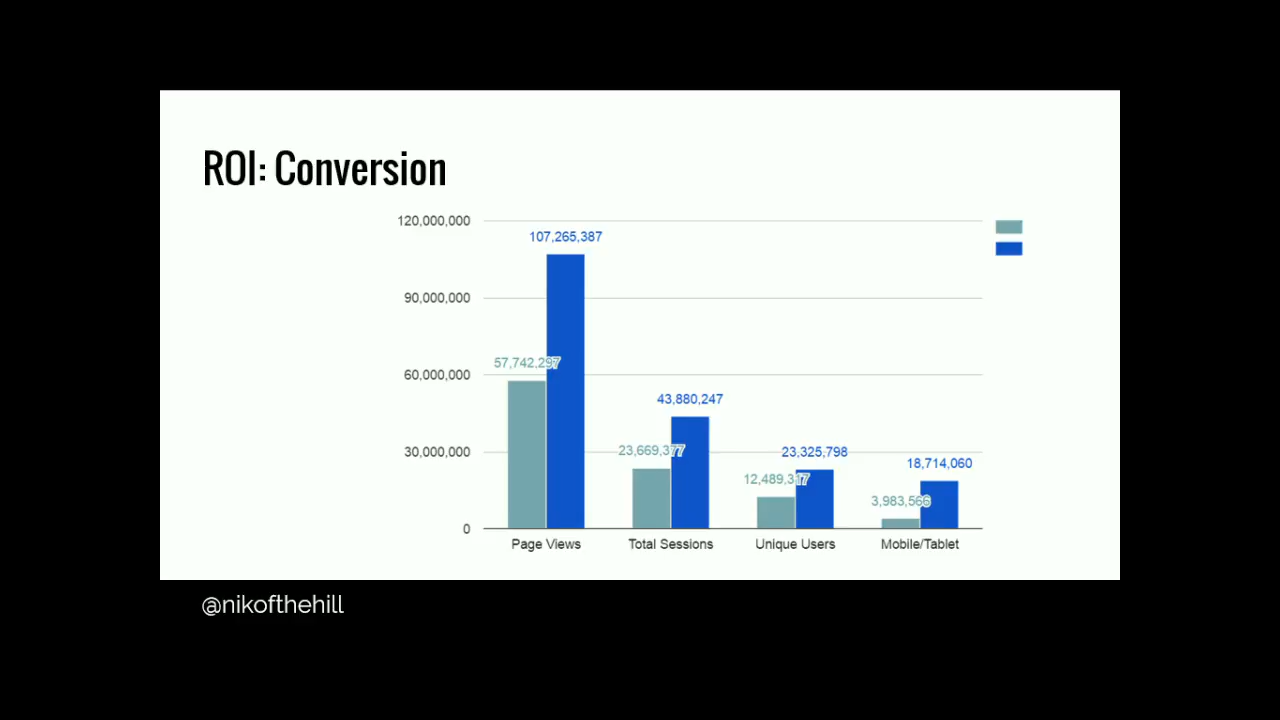 ROI: Conversion
120,000,000
90,000,000
60,000,000
30,000,000
0
107,265,387
57,742,297
43,880,247
23,669,377
23,325,798
12,489,317
18,714,060
3,983,566
Page Views
Total Sessions
Unique Users
Mobile/Tablet
@nikofthehill